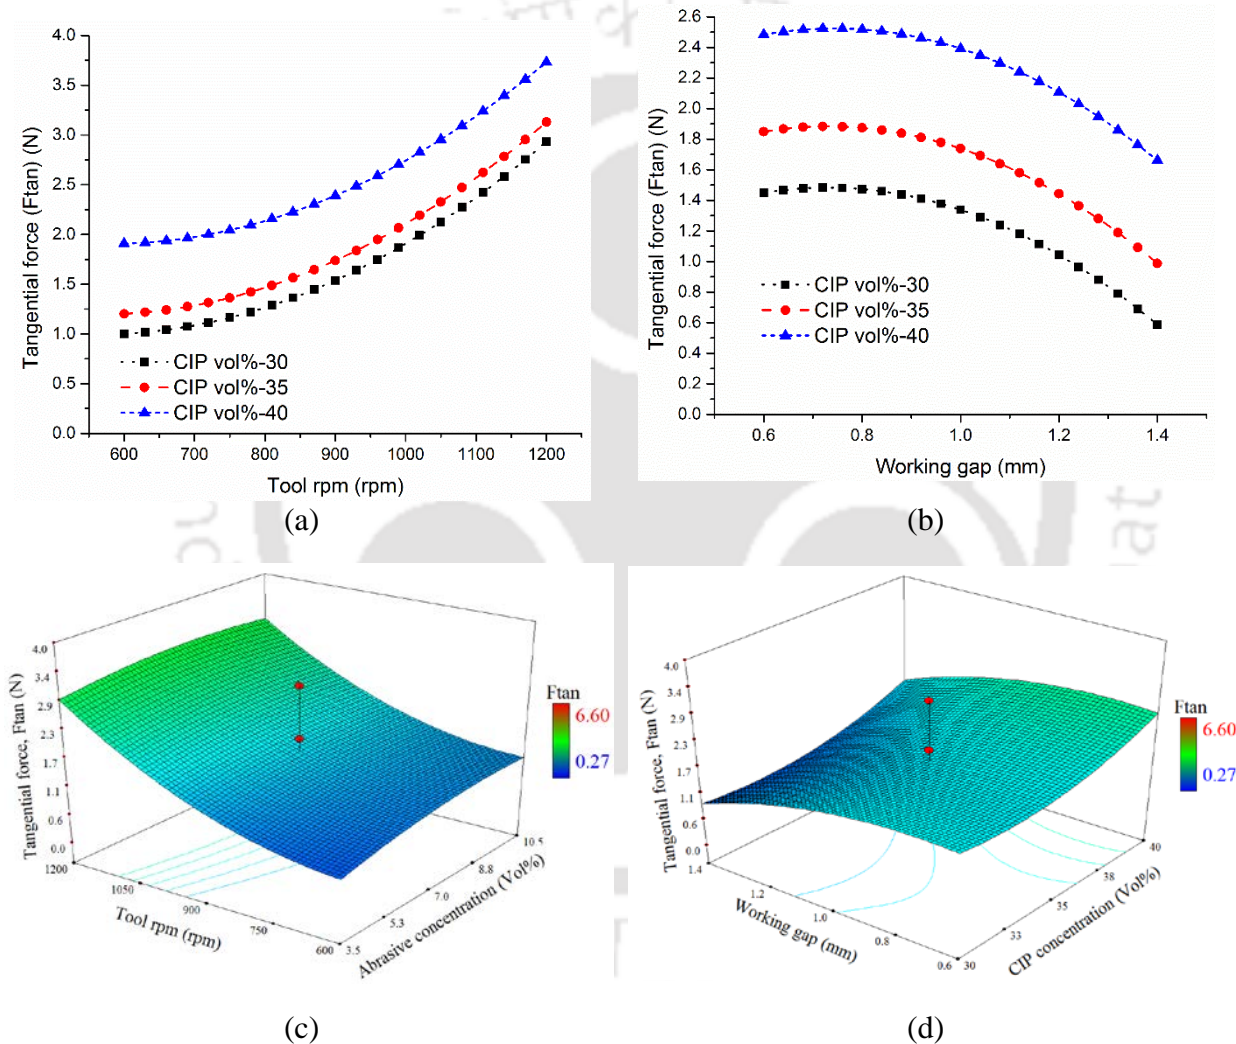 4.0
3.5
3.0
2.5
2.0
1.5
1.0
0.5
0.0
Tangential force (Ftan) (N)
CIP vol%-30
CIP vol%-35
CIP vol%-40
600 700 800 900 1000 1100 1200
Tool rpm (rpm)
(a)
2.6
2.4
2.2
2.0
1.8
1.6
1.4
1.2
1.0
0.8
0.6
0.4
0.2
0.0
Tangential force (Ftan) (N)
CIP vol%-30
CIP vol%-35
CIP vol%-40
0.6 0.8 1.0 1.2 1.4
Working gap (mm)
(b)
4.0
3.4
2.9
2.3
1.7
1.1
0.6
0.0
Tangential force, Ftan (N)
1200
1050
900
750
600
Tool rpm (rpm)
3.5
5.3
7.0
8.8
10.5
Abrasive concentration (Vol%)
Ftan
6.60
0.27
(c)
4.0
3.4
2.9
2.3
1.7
1.1
0.6
0.0
Tangential force, Ftan (N)
1.4
1.2
1.0
0.8
0.6
Working gap (mm)
30
33
35
38
40
CIP concentration (Vol%)
Ftan
6.60
0.27
(d)